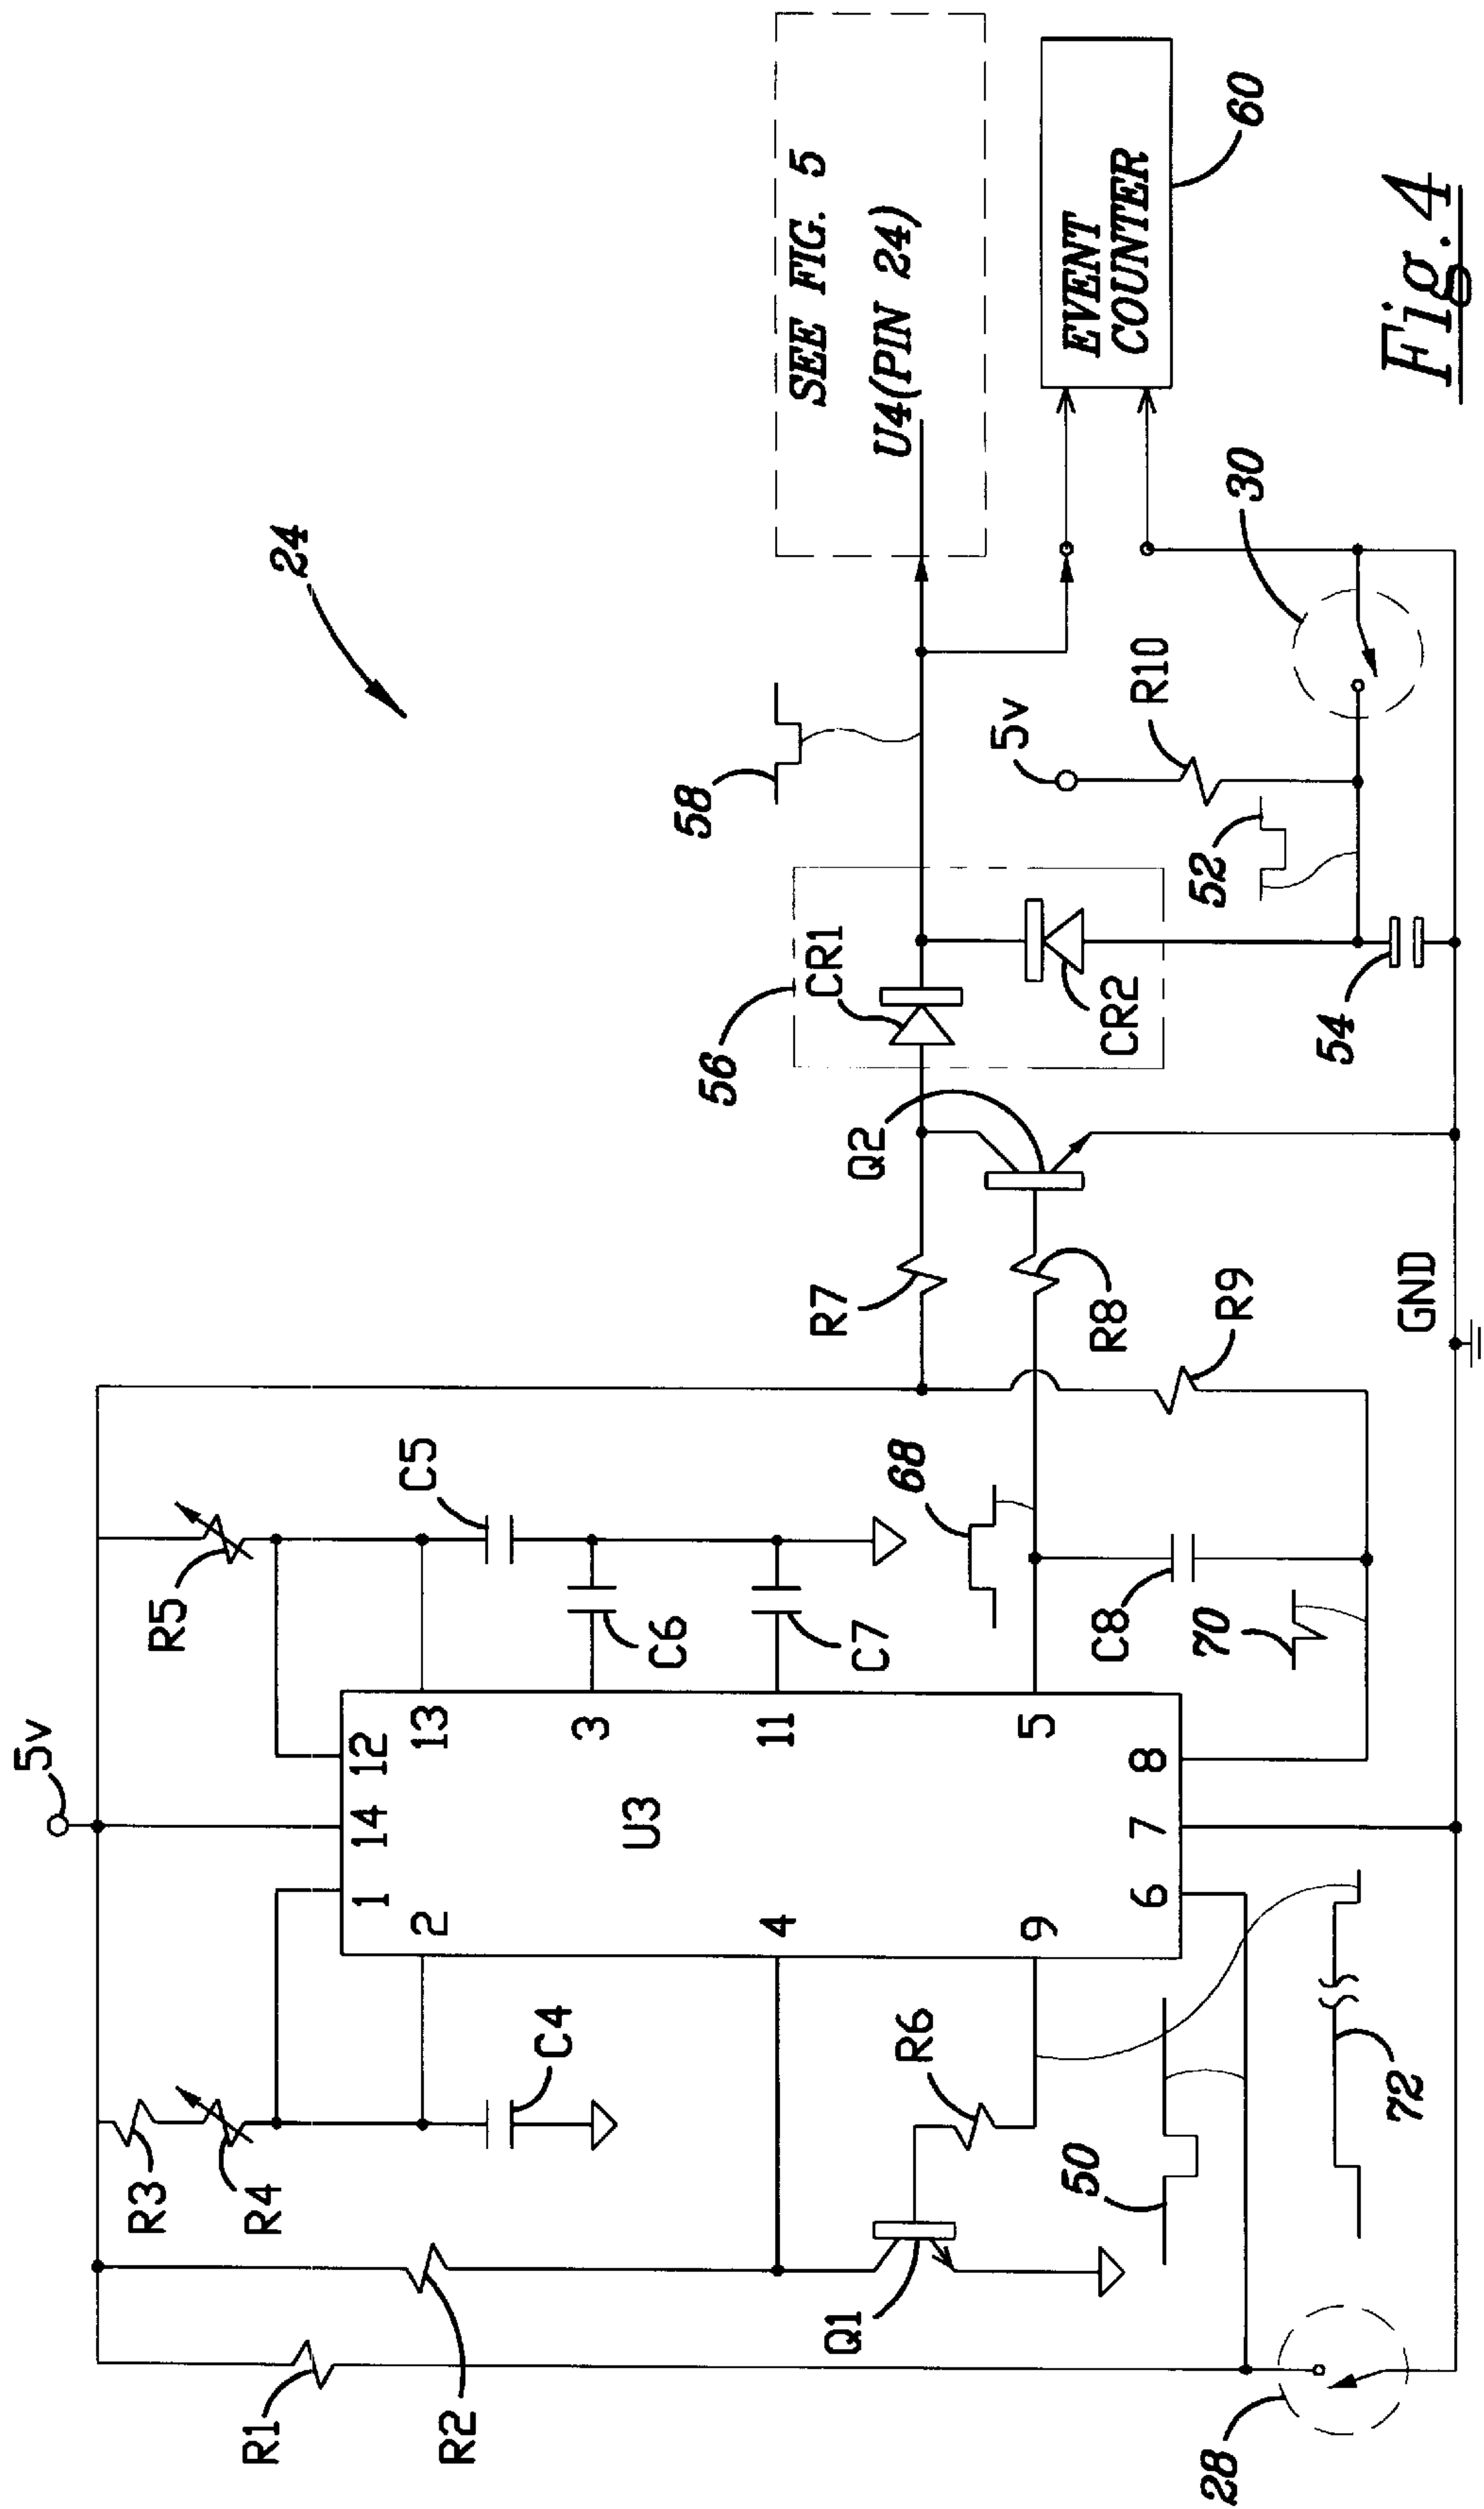 24
5v
R3
R4
R5
R1
R2
1
14
12
2
13
C4
C5
U3
3
C6
4
11
C7
Q1
R6
9
5
68
6
7
8
C8
70
50
72
28
R7
R8
R9
GND
Q2
56
CR1
CR2
58
54
52
5v
R10
30
SEE FIG. 5
U4(PIN 24)
EVENT
COUNTER
60
Fig. 4